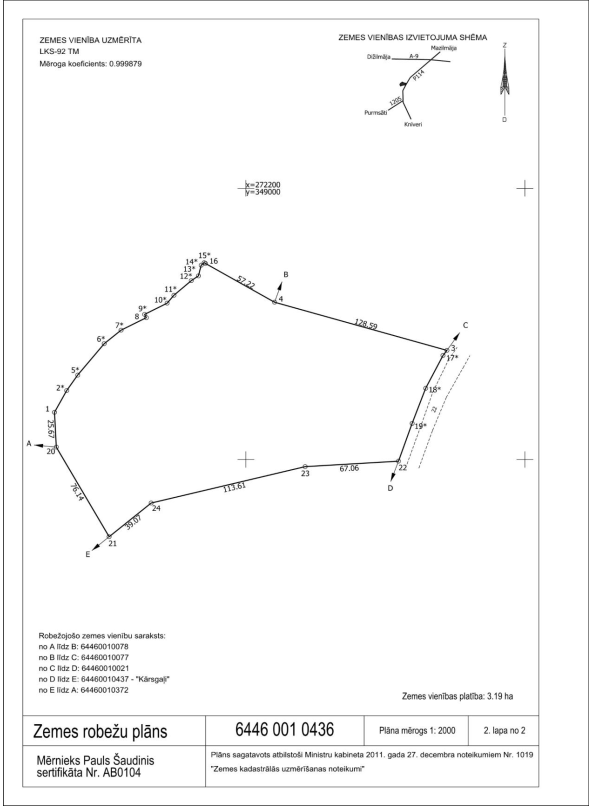 ZEMES VIENĪBA UZMĒRĪTA
LKS-92 TM
Mēroga koeficients: 0.999879
ZEMES VIENĪBAS IZVIETOJUMA SHĒMA
Mazilmāja
Dižilmāja
A-9
P114
1205
Purmsāti
Knīveri
Z
D
x=272200
y=349000
15*
14*
16
13*
12*
11*
10*
9*
8
7*
6*
5*
2*
1
57.22
B
4
128.59
C
3
17*
18*
22
19*
25.67
A
20
76.14
67.06
22
D
23
113.61
24
39.07
21
E
Robežojošo zemes vienību saraksts:
no A līdz B: 64460010078
no B līdz C: 64460010077
no C līdz D: 64460010021
no D līdz E: 64460010437 - "Kārsgaļi"
no E līdz A: 64460010372
Zemes vienības platība: 3.19 ha
Zemes robežu plāns
6446 001 0436
Plāna mērogs 1: 2000
2. lapa no 2
Mērnieks Pauls Šaudinis
sertifikāta Nr. AB0104
Plāns sagatavots atbilstoši Ministru kabineta 2011. gada 27. decembra noteikumiem Nr. 1019
"Zemes kadastrālās uzmērīšanas noteikumi"